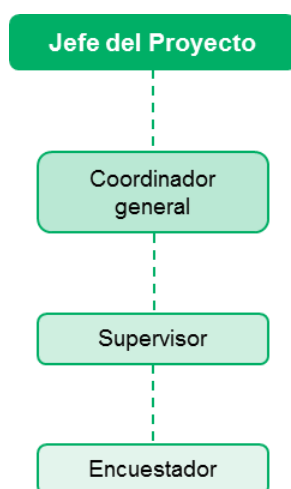 Jefe del Proyecto
Coordinador
general
Supervisor
Encuestador